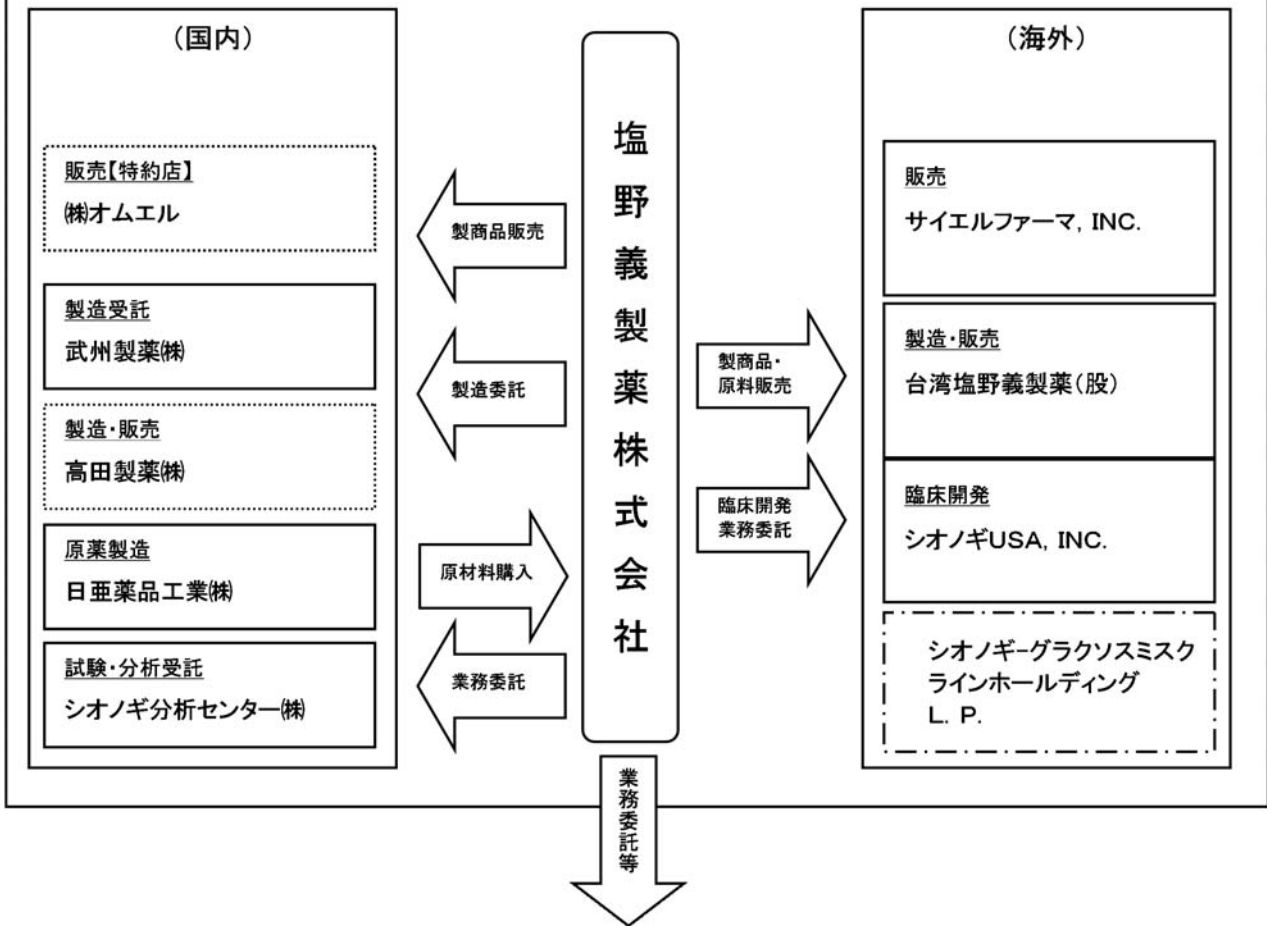 (国内)
販売【特約店】
㈱オムエル
製造受託
武州製薬㈱
製造・販売
高田製薬㈱
原薬製造
日亜薬品工業㈱
試験・分析受託
シオノギ分析センター㈱
製商品販売
製造委託
原材料購入
業務委託
塩野義製薬株式会社
製商品・
原料販売
臨床開発
業務委託
(海外)
販売
サイエルファーマ, INC.
製造・販売
台湾塩野義製薬(股)
臨床開発
シオノギUSA, INC.
シオノギ-グラクソスミスク
ラインホールディング
L. P.
業務委託等